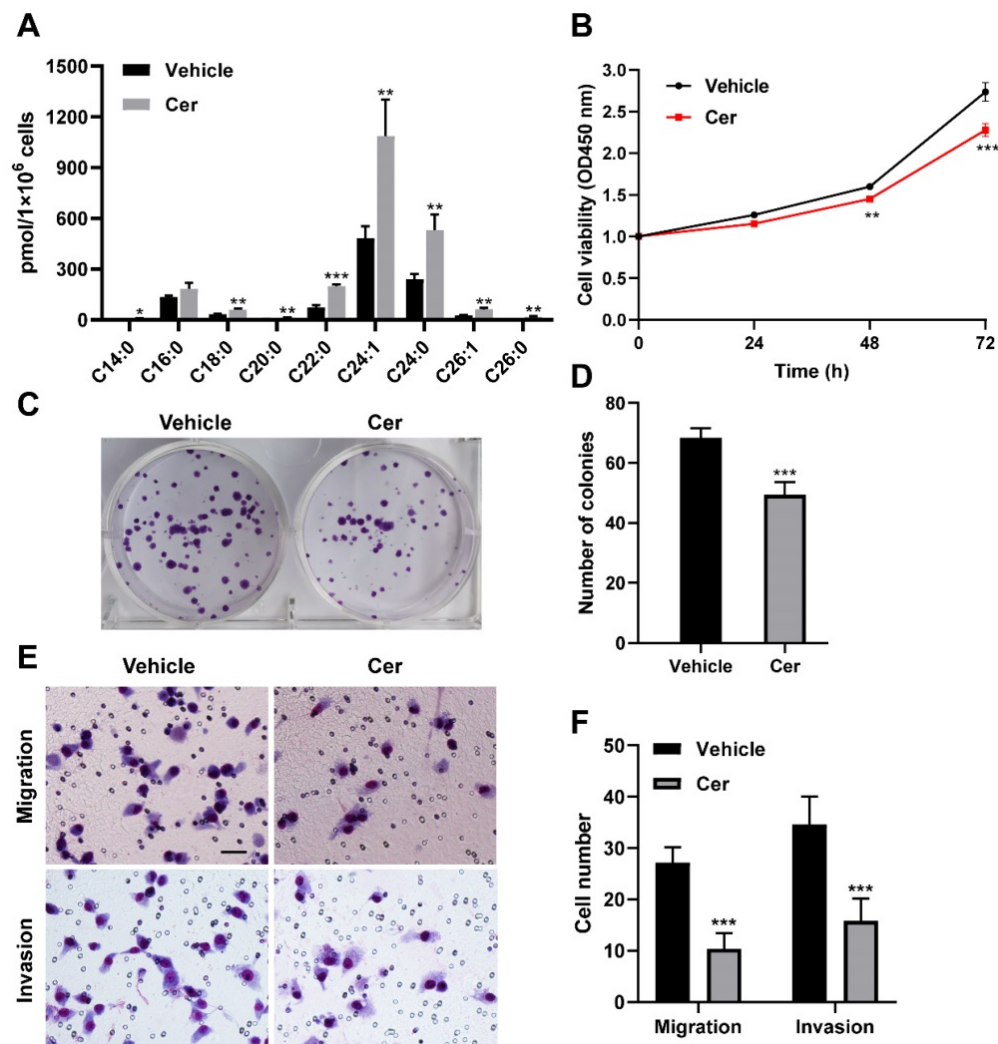 A
Vehicle
Cer
pmol/1×10⁶ cells
1500
1200
900
600
300
0
*
**
**
***
**
**
**
**
C14:0
C16:0
C18:0
C20:0
C22:0
C24:1
C24:0
C26:1
C26:0
B
Vehicle
Cer
Cell viability (OD450 nm)
3.0
2.5
2.0
1.5
1.0
0.5
0.0
**
***
0
24
48
72
Time (h)
C
Vehicle
Cer
D
Number of colonies
80
60
40
20
0
***
Vehicle
Cer
E
Vehicle
Cer
Migration
Invasion
F
Vehicle
Cer
Cell number
50
40
30
20
10
0
***
***
Migration
Invasion